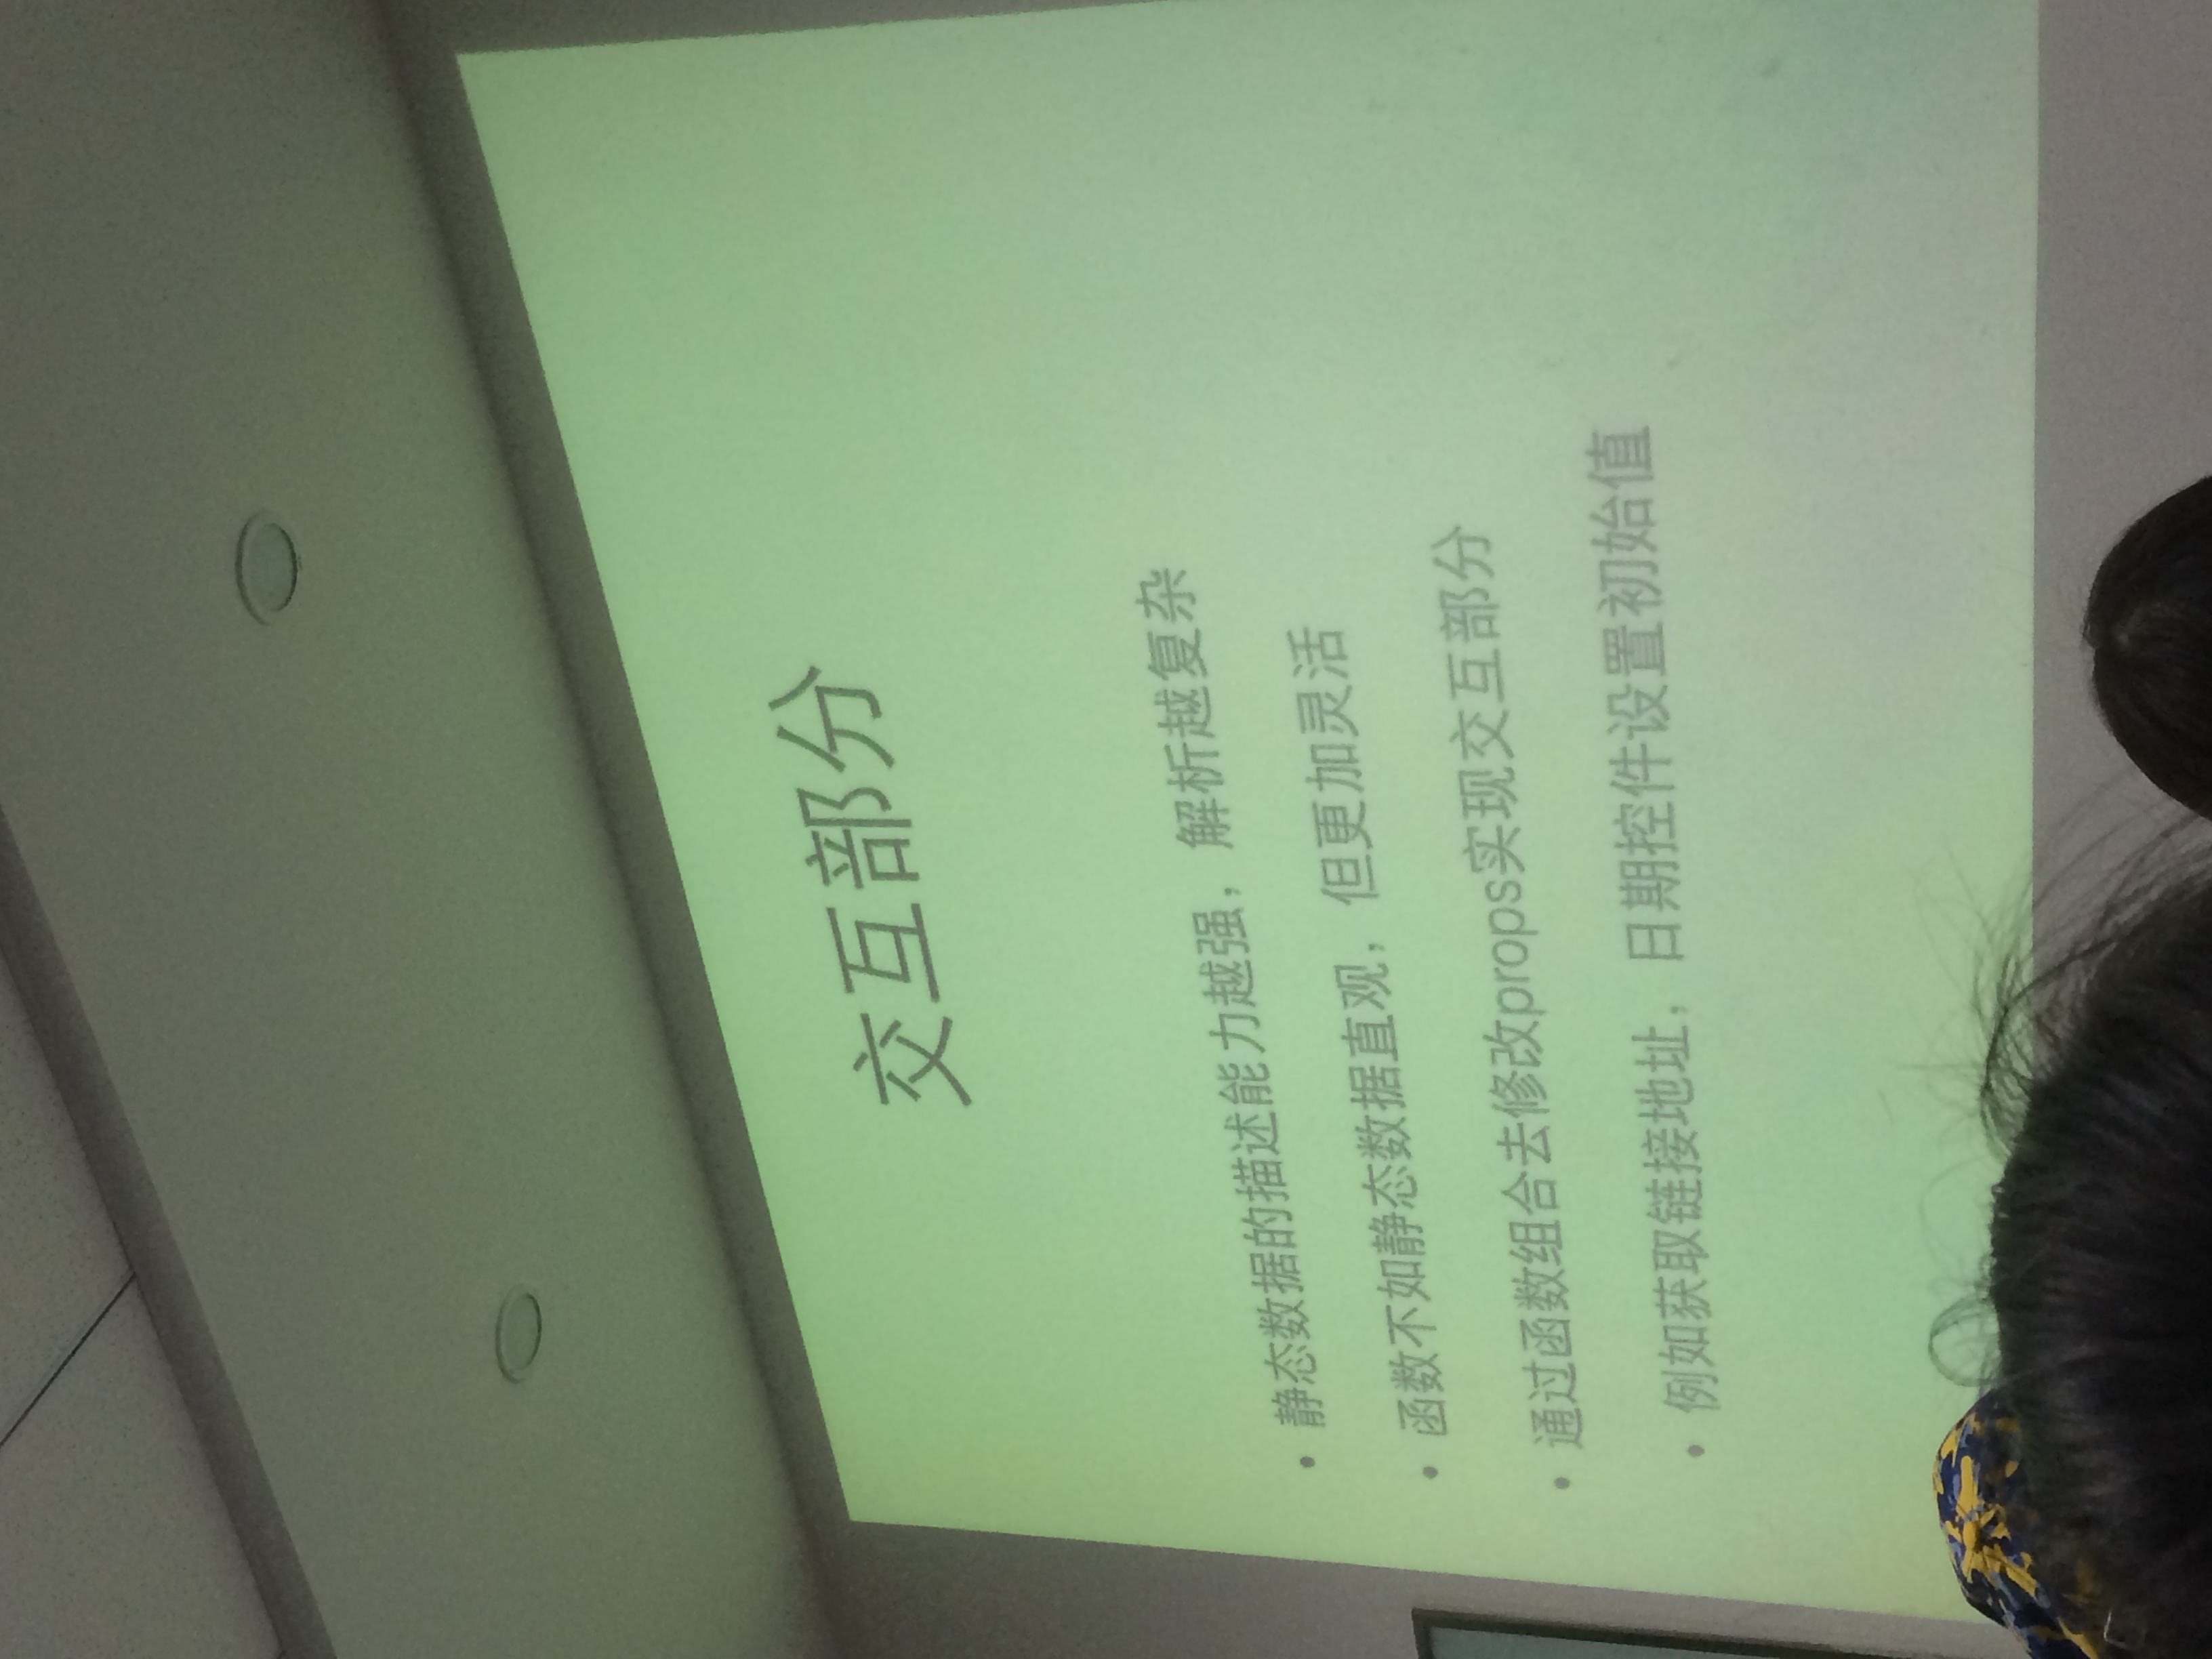 交互部分
• 静态数据的描述能力越强，解析越复杂
• 函数不如静态数据直观，但更加灵活
• 通过函数组合去修改props实现交互部分
• 例如获取链接地址，日期控件设置初始值